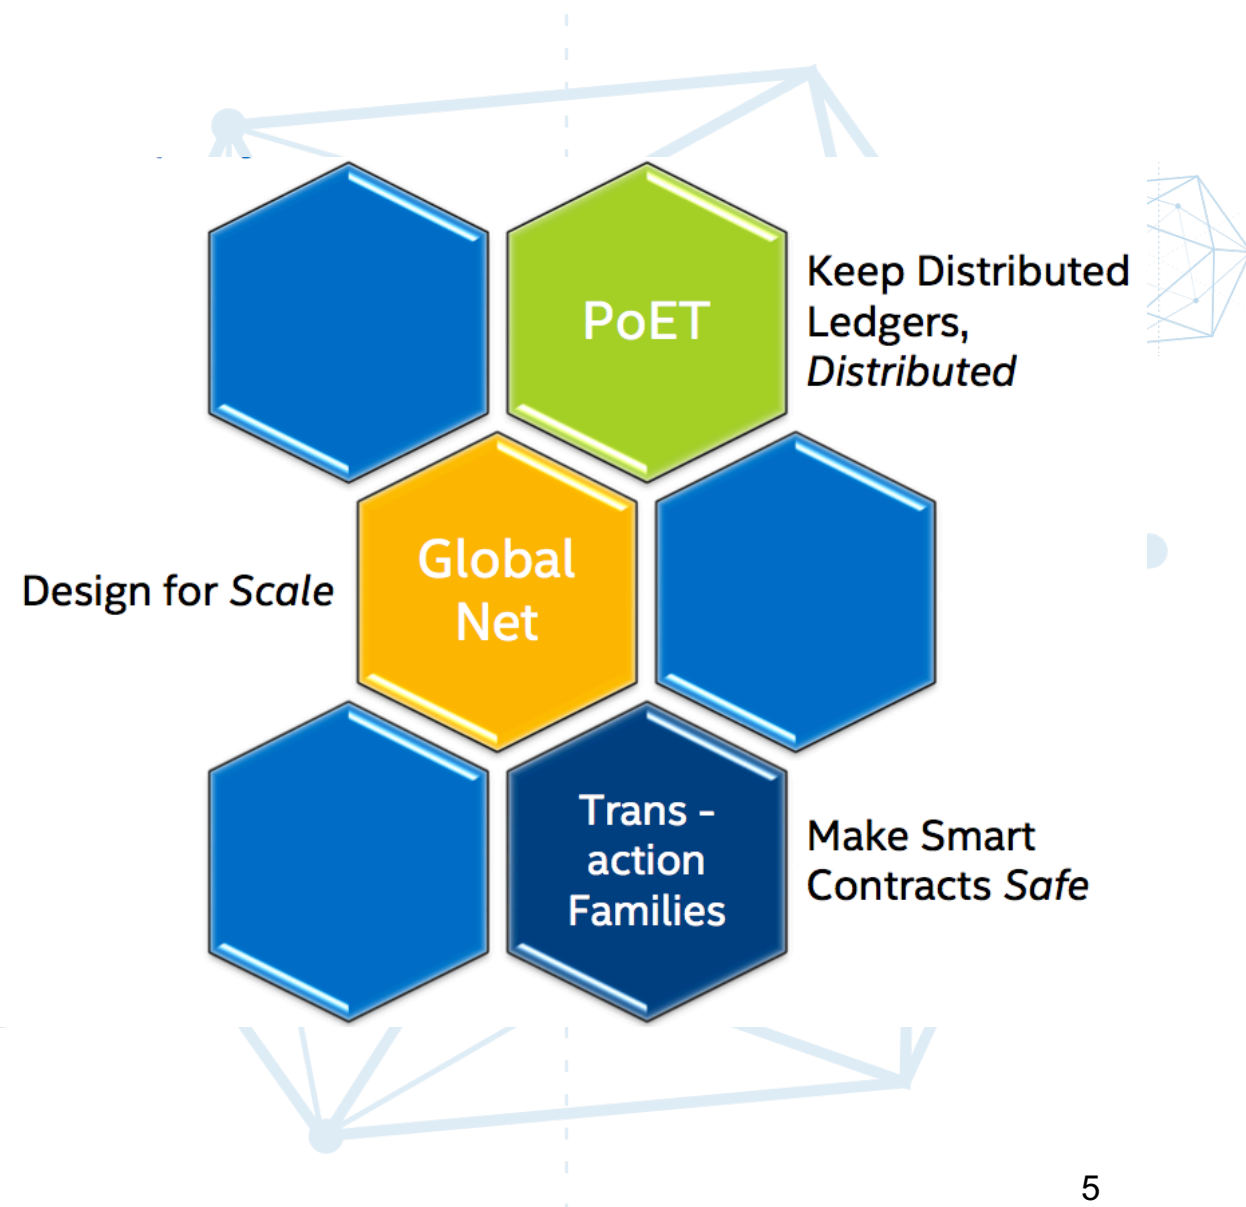 PoET
Keep Distributed
Ledgers,
Distributed
Global
Net
Design for Scale
Trans -
action
Families
Make Smart
Contracts Safe
5